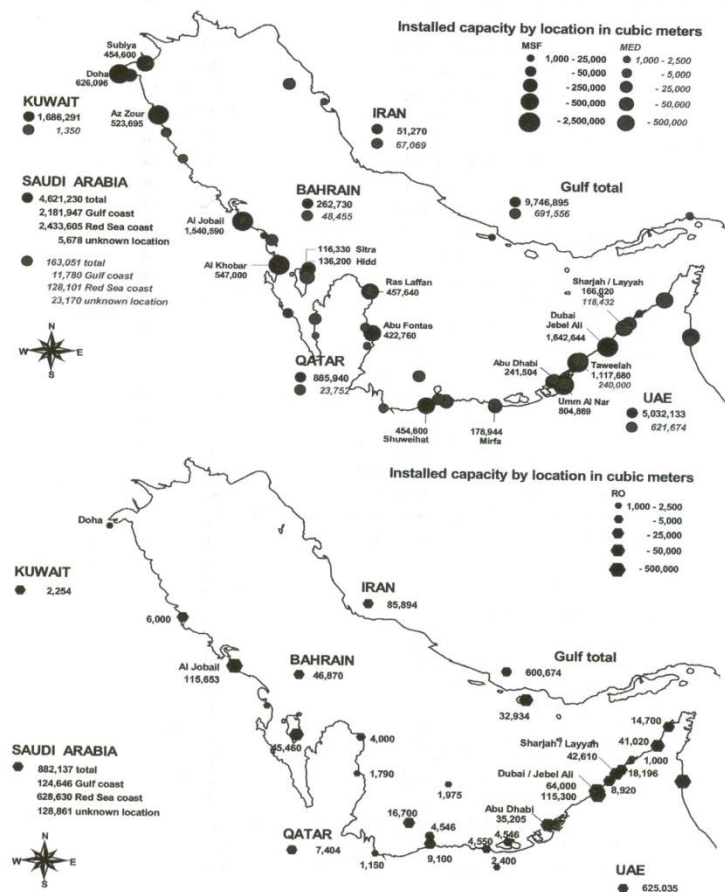 Installed capacity by location in cubic meters
MSF
1,000 - 25,000
- 50,000
- 250,000
- 500,000
- 2,500,000
MED
1,000 - 2,500
- 5,000
- 25,000
- 50,000
- 500,000
Subiya
454,600
Doha
626,096
KUWAIT
1,686,291
1,350
Az Zour
523,695
IRAN
51,270
67,069
SAUDI ARABIA
4,621,230 total
2,181,947 Gulf coast
2,433,605 Red Sea coast
5,678 unknown location
163,051 total
11,780 Gulf coast
128,101 Red Sea coast
23,170 unknown location
BAHRAIN
262,730
48,455
Gulf total
9,746,895
691,556
Al Jobail
1,540,590
116,330 Sitra
136,200 Hidd
Al Khobar
547,000
Ras Laffan
457,640
Sharjah / Layyah
166,020
116,432
Abu Fontas
422,760
Dubai
Jebel Ali
1,642,644
N
W E
S
QATAR
885,940
23,752
Abu Dhabi
241,504
Taweelah
1,117,680
240,000
Umm Al Nar
804,869
UAE
5,032,133
621,674
454,600
Shuweihat
178,944
Mirfa
Installed capacity by location in cubic meters
RO
1,000 - 2,500
- 5,000
- 25,000
- 50,000
- 500,000
Doha
KUWAIT
2,254
IRAN
85,894
6,000
Al Jobail
115,653
BAHRAIN
46,870
Gulf total
600,674
32,934
45,460
4,000
14,700
SAUDI ARABIA
882,137 total
124,646 Gulf coast
628,630 Red Sea coast
128,861 unknown location
Sharjah / Layyah
42,610
41,020
1,000
18,196
8,920
1,790
1,975
Dubai / Jebel Ali
64,000
115,300
Abu Dhabi
35,205
16,700
4,546
9,100
4,550
4,546
2,400
N
W E
S
QATAR
7,404
1,150
UAE
625,035